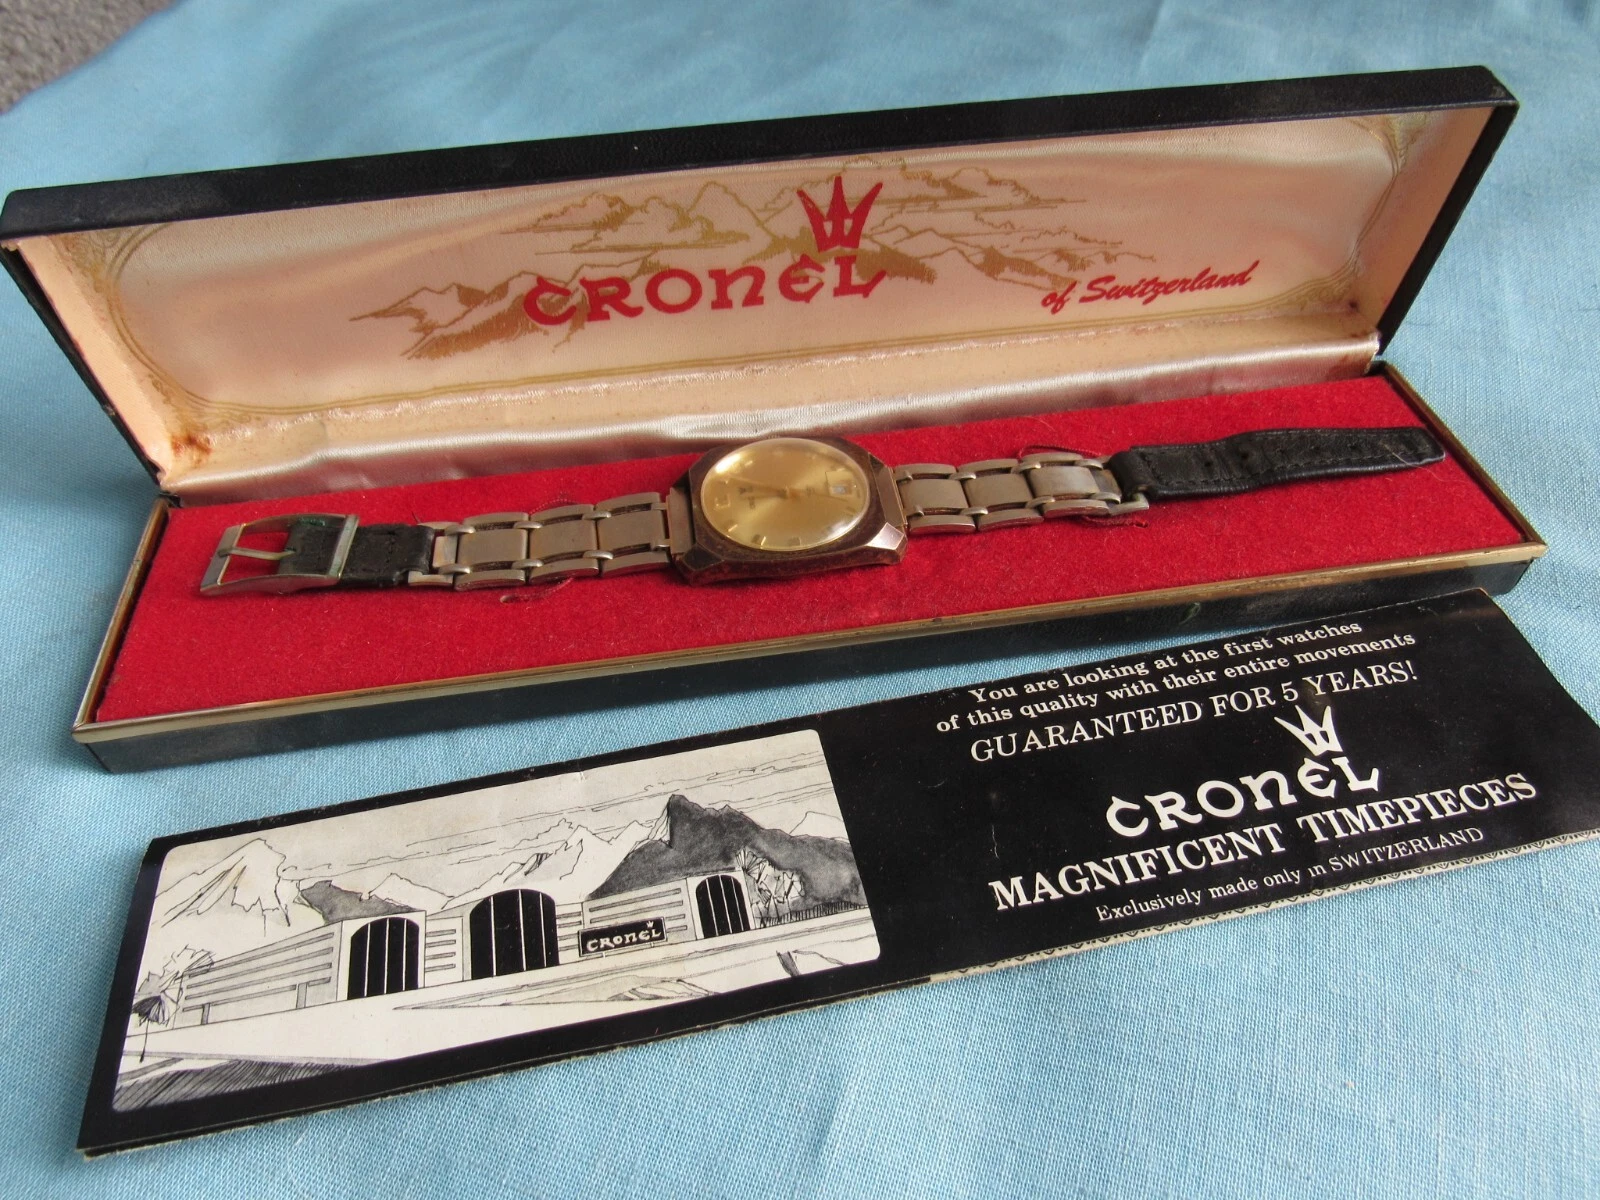 CRONEL
of Switzerland
You are looking at the first watches
of this quality with their entire movements
GUARANTEED FOR 5 YEARS!
CRONEL
MAGNIFICENT TIMEPIECES
Exclusively made only in SWITZERLAND
CRONEL